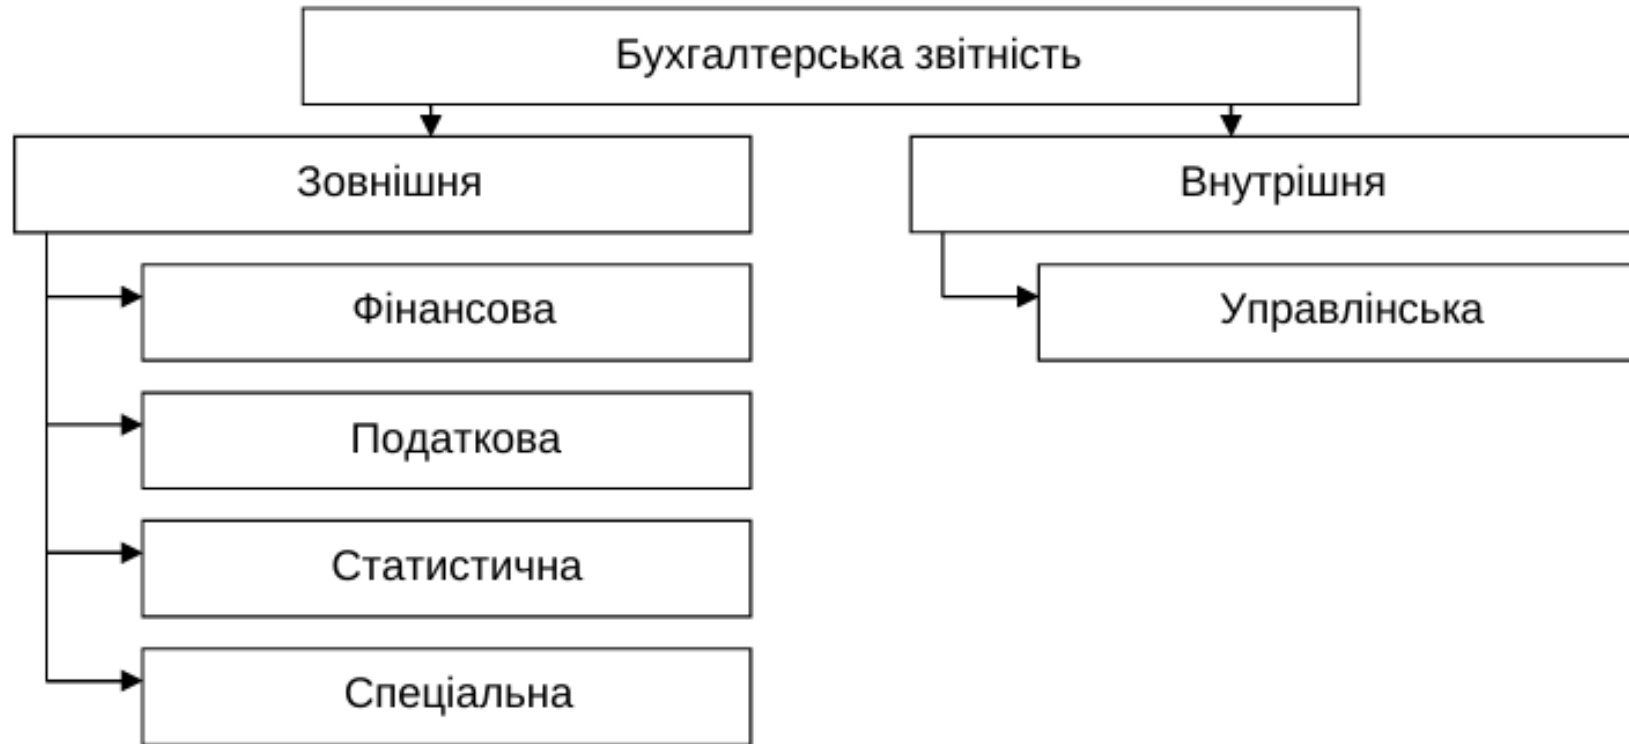 Бухгалтерська звітність
Зовнішня
Внутрішня
Фінансова
Управлінська
Податкова
Статистична
Спеціальна